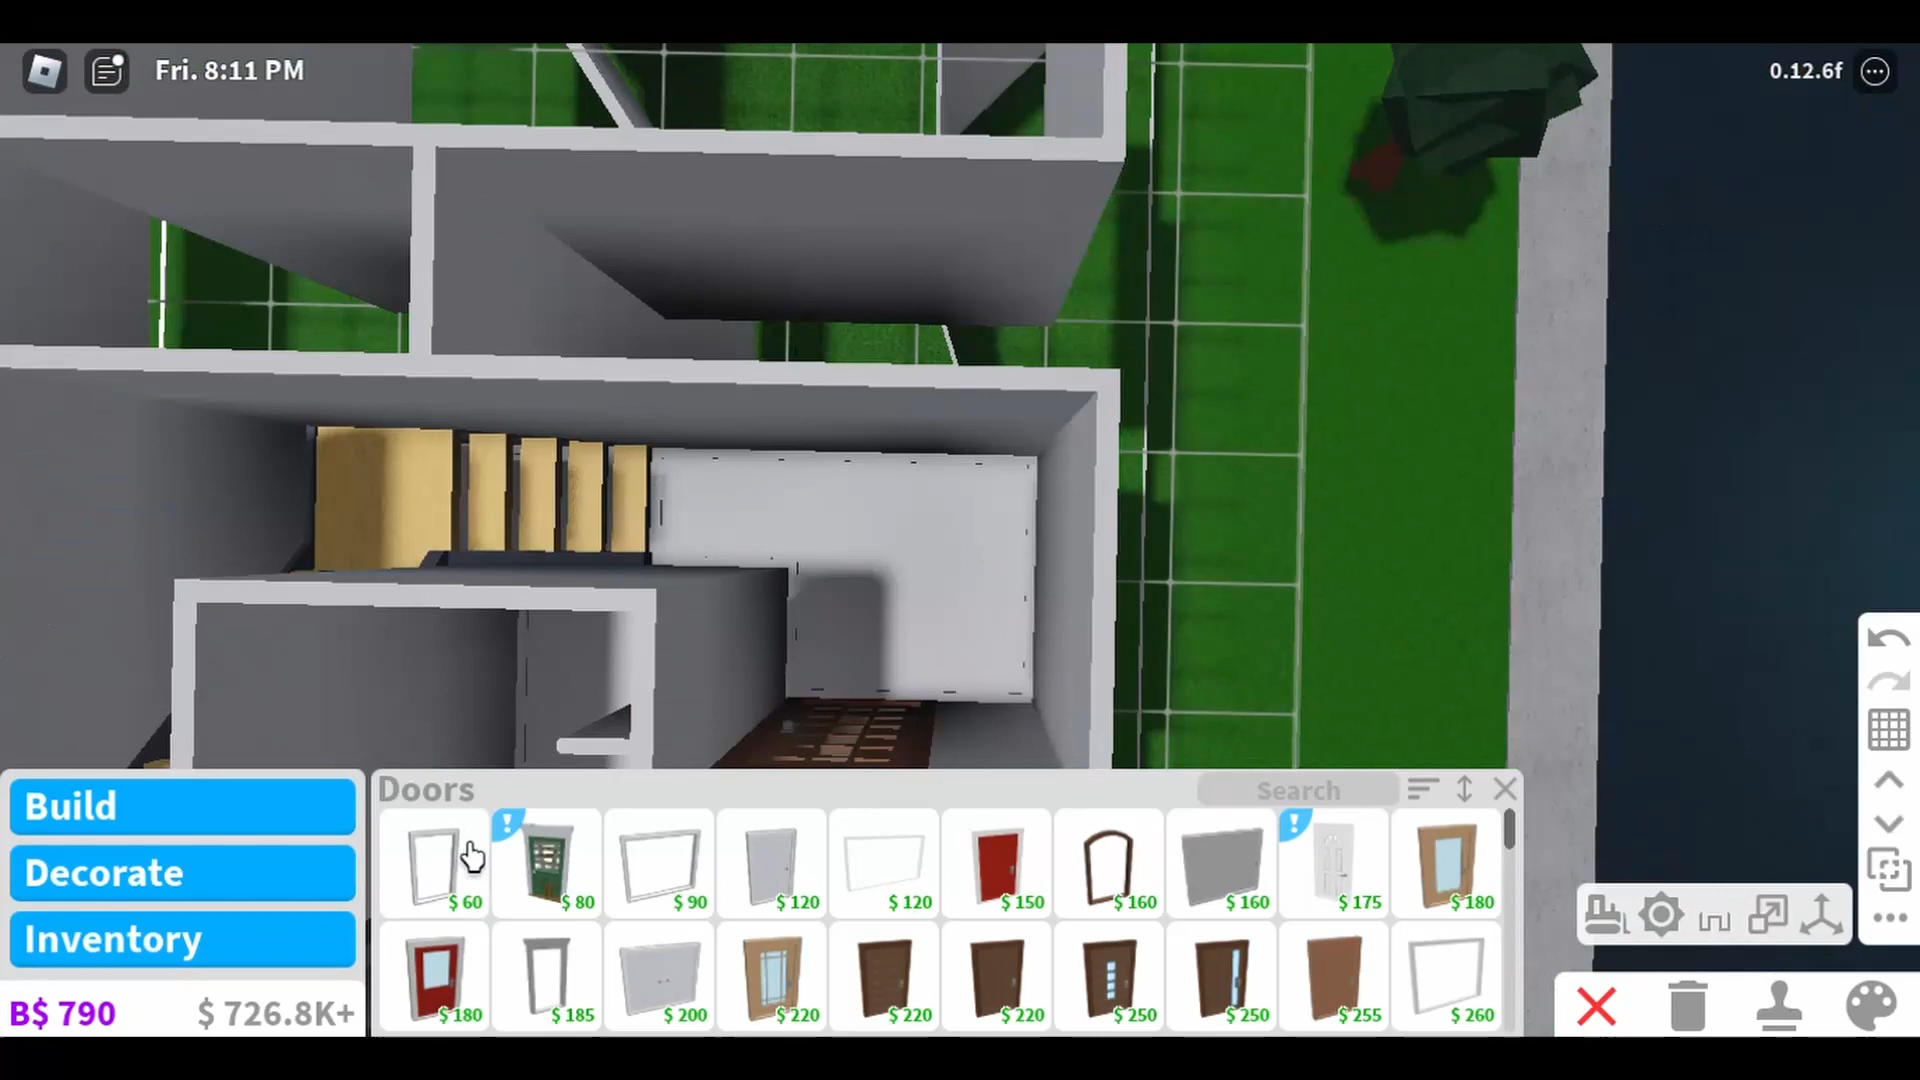 Fri. 8:11 PM
0.12.6f
Build
Decorate
Inventory
B$ 790
$ 726.8K+
Doors
Search
$ 60
! $ 80
$ 90
$ 120
$ 120
$ 150
$ 160
$ 160
! $ 175
$ 180
$ 180
$ 185
$ 200
$ 220
$ 220
$ 220
$ 250
$ 250
$ 255
$ 260